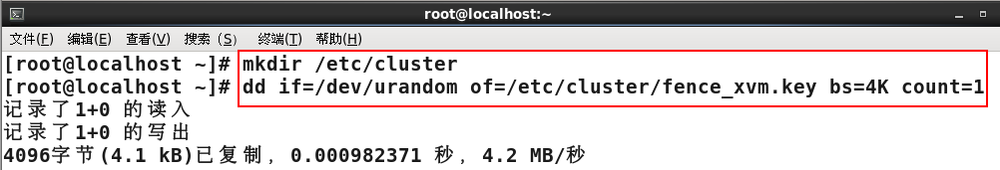 root@localhost:~
文件(F) 编辑(E) 查看(V) 搜索 (S) 终端(T) 帮助(H)
[root@localhost ~]# mkdir /etc/cluster
[root@localhost ~]# dd if=/dev/urandom of=/etc/cluster/fence_xvm.key bs=4K count=1
记录了1+0 的读入
记录了1+0 的写出
4096字节(4.1 kB)已复制，0.000982371 秒，4.2 MB/秒